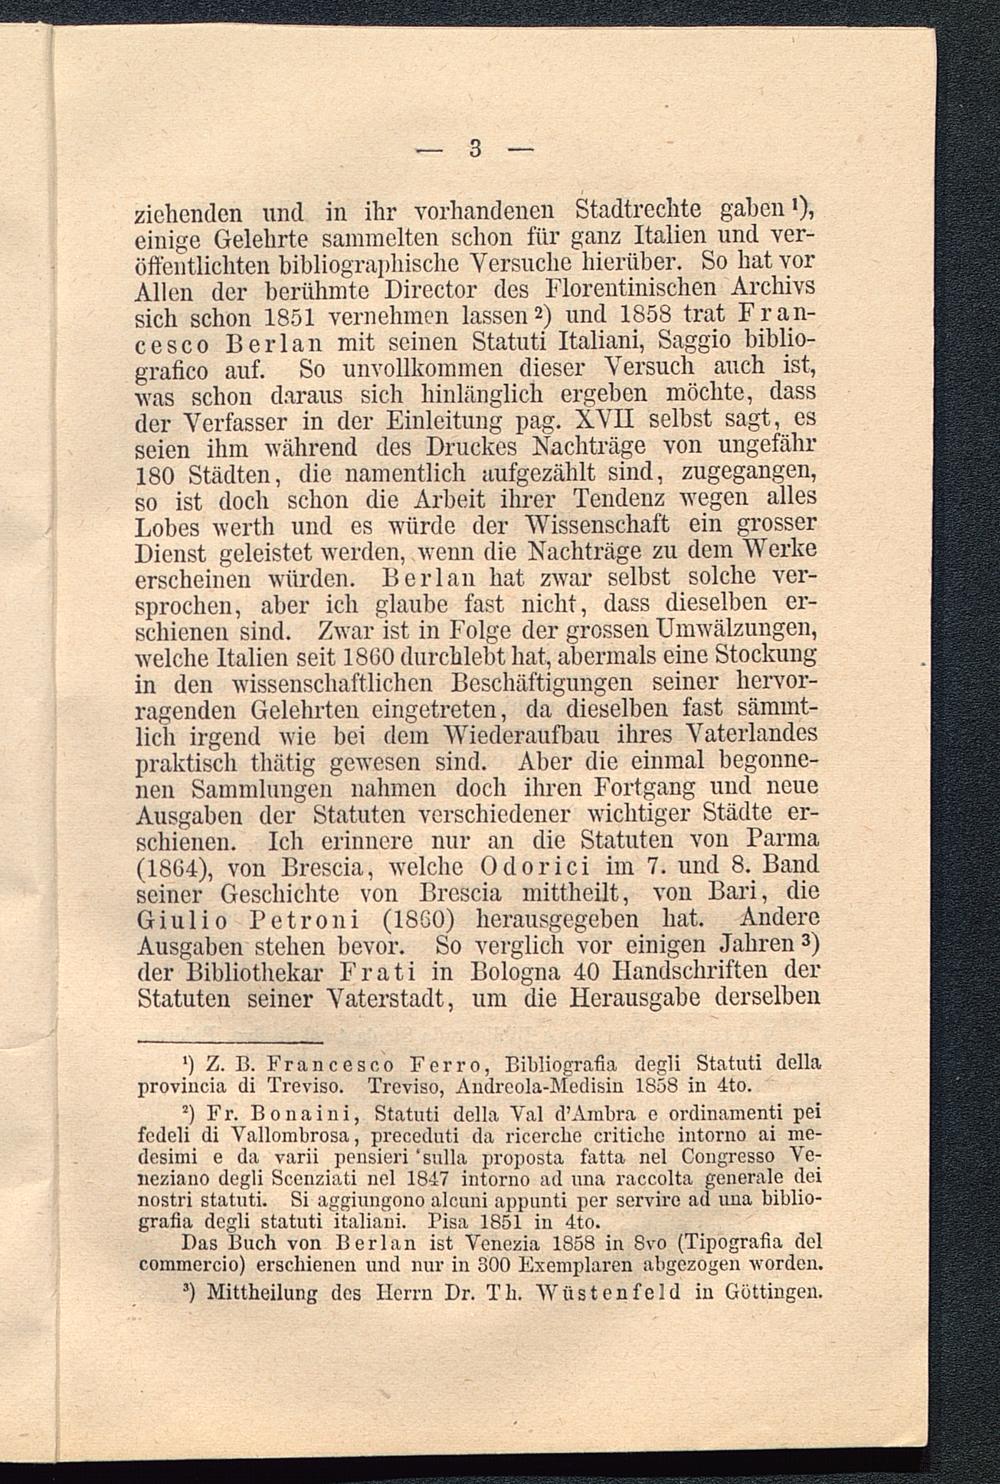 — 3 —
ziehenden und in ihr vorhandenen Stadtrechte gaben ¹),
einige Gelehrte sammelten schon für ganz Italien und ver-
öffentlichten bibliographische Versuche hierüber. So hat vor
Allen der berühmte Director des Florentinischen Archivs
sich schon 1851 vernehmen lassen ²) und 1858 trat Fran-
cesco Berlan mit seinen Statuti Italiani, Saggio biblio-
grafico auf. So unvollkommen dieser Versuch auch ist,
was schon daraus sich hinlänglich ergeben möchte, dass
der Verfasser in der Einleitung pag. XVII selbst sagt, es
seien ihm während des Druckes Nachträge von ungefähr
180 Städten, die namentlich aufgezählt sind, zugegangen,
so ist doch schon die Arbeit ihrer Tendenz wegen alles
Lobes werth und es würde der Wissenschaft ein grosser
Dienst geleistet werden, wenn die Nachträge zu dem Werke
erscheinen würden. Berlan hat zwar selbst solche ver-
sprochen, aber ich glaube fast nicht, dass dieselben er-
schienen sind. Zwar ist in Folge der grossen Umwälzungen,
welche Italien seit 1860 durchlebt hat, abermals eine Stockung
in den wissenschaftlichen Beschäftigungen seiner hervor-
ragenden Gelehrten eingetreten, da dieselben fast sämmt-
lich irgend wie bei dem Wiederaufbau ihres Vaterlandes
praktisch thätig gewesen sind. Aber die einmal begonne-
nen Sammlungen nahmen doch ihren Fortgang und neue
Ausgaben der Statuten verschiedener wichtiger Städte er-
schienen. Ich erinnere nur an die Statuten von Parma
(1864), von Brescia, welche Odorici im 7. und 8. Band
seiner Geschichte von Brescia mittheilt, von Bari, die
Giulio Petroni (1860) herausgegeben hat. Andere
Ausgaben stehen bevor. So verglich vor einigen Jahren ³)
der Bibliothekar Frati in Bologna 40 Handschriften der
Statuten seiner Vaterstadt, um die Herausgabe derselben
¹) Z. B. Francesco Ferro, Bibliografia degli Statuti della
provincia di Treviso. Treviso, Andreola-Medisin 1858 in 4to.
²) Fr. Bonaini, Statuti della Val d'Ambra e ordinamenti pei
fedeli di Vallombrosa, preceduti da ricerche critiche intorno ai me-
desimi e da varii pensieri sulla proposta fatta nel Congresso Ve-
neziano degli Scenziati nel 1847 intorno ad una raccolta generale dei
nostri statuti. Si aggiungono alcuni appunti per servire ad una biblio-
grafia degli statuti italiani. Pisa 1851 in 4to.
Das Buch von Berlan ist Venezia 1858 in 8vo (Tipografia del
commercio) erschienen und nur in 300 Exemplaren abgezogen worden.
³) Mittheilung des Herrn Dr. Th. Wüstenfeld in Göttingen.